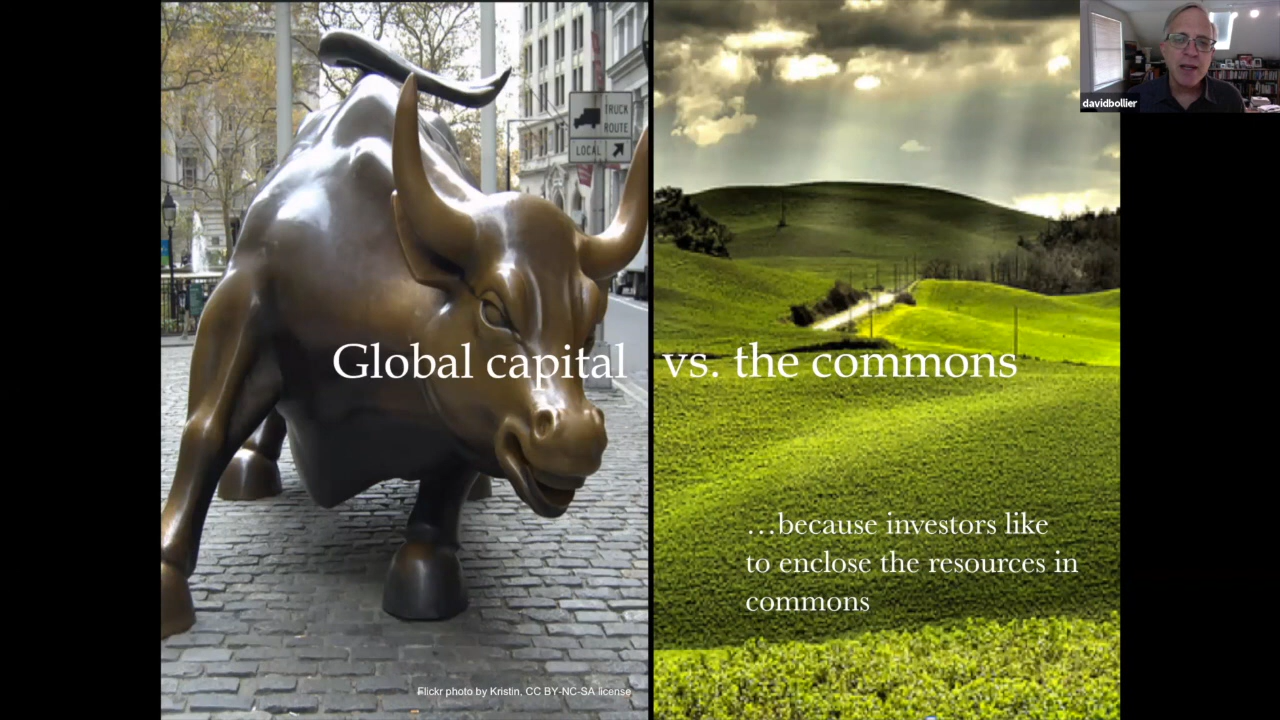 davidbollier
TRUCK
ROUTE
LOCAL
Global capital vs. the commons
…because investors like
to enclose the resources in
commons
Flickr photo by Kristin, CC BY-NC-SA license